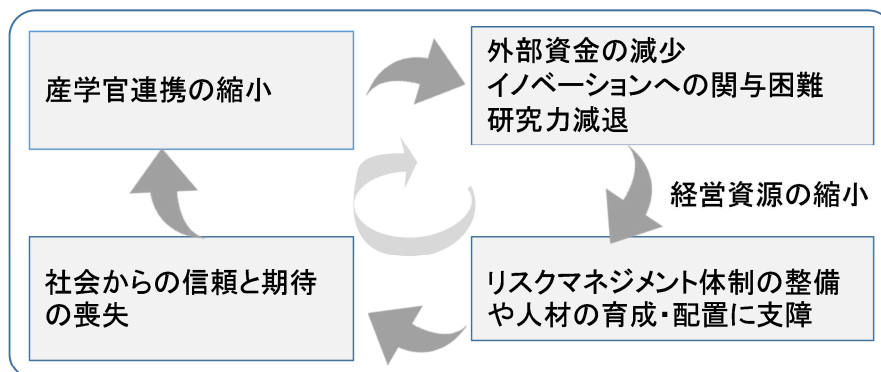 産学官連携の縮小
外部資金の減少
イノベーションへの関与困難
研究力減退
経営資源の縮小
リスクマネジメント体制の整備
や人材の育成・配置に支障
社会からの信頼と期待
の喪失